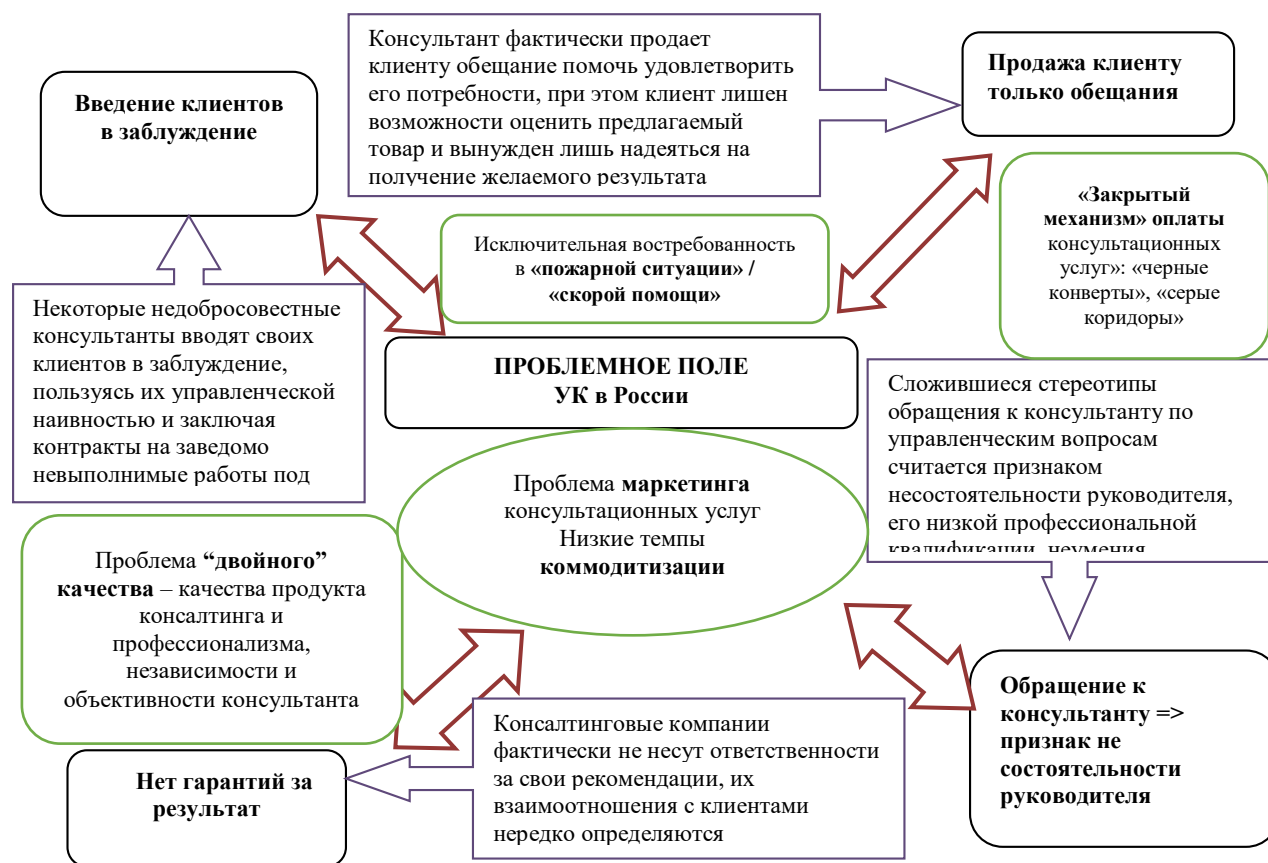 Консультант фактически продает
клиенту обещание помочь удовлетворить
его потребности, при этом клиент лишен
возможности оценить предлагаемый
товар и вынужден лишь надеяться на
получение желаемого результата
Продажа клиенту
только обещания
Введение клиентов
в заблуждение
«Закрытый
механизм» оплаты
консультационных
услуг»: «черные
конверты», «серые
коридоры»
Исключительная востребованность
в «пожарной ситуации» /
«скорой помощи»
Некоторые недобросовестные
консультанты вводят своих
клиентов в заблуждение,
пользуясь их управленческой
наивностью и заключая
контракты на заведомо
невыполнимые работы под
ПРОБЛЕМНОЕ ПОЛЕ
УК в России
Сложившиеся стереотипы
обращения к консультанту по
управленческим вопросам
считается признаком
несостоятельности руководителя,
его низкой профессиональной
квалификации, неумения
Проблема маркетинга
консультационных услуг
Низкие темпы
коммодитизации
Проблема “двойного”
качества – качества продукта
консалтинга и
профессионализма,
независимости и
объективности консультанта
Обращение к
консультанту =>
признак не
состоятельности
руководителя
Консалтинговые компании
фактически не несут ответственности
за свои рекомендации, их
взаимоотношения с клиентами
нередко определяются
Нет гарантий за
результат